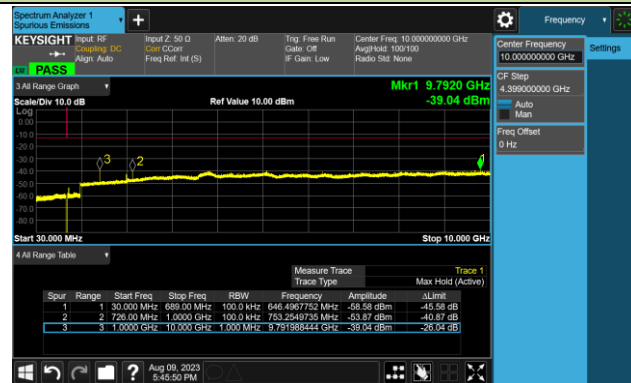 Spectrum Analyzer 1
Spurious Emissions
+
Frequency
KEYSIGHT
Input: RF
Coupling: DC
Align: Auto
Input Z: 50 Ω
Corr CCorr
Freq Ref: Int (S)
Atten: 20 dB
Trig: Free Run
Gate: Off
IF Gain: Low
Center Freq: 10.000000000 GHz
Avg|Hold: 100/100
Radio Std: None
LXI
PASS
Center Frequency
10.000000000 GHz
Settings
CF Step
4.399000000 GHz
Auto
Man
Freq Offset
0 Hz
3 All Range Graph
Mkr1 9.7920 GHz
Scale/Div 10.0 dB
Ref Value 10.00 dBm
-39.04 dBm
Log
0.00
-10.0
-20.0
-30.0
-40.0
-50.0
-60.0
-70.0
-80.0
3
2
1
Start 30.000 MHz
Stop 10.000 GHz
4 All Range Table
Measure Trace Trace 1
Trace Type Max Hold (Active)
Spur Range Start Freq Stop Freq RBW Frequency Amplitude ΔLimit
1 1 30.000 MHz 689.00 MHz 100.0 kHz 646.4967752 MHz -58.58 dBm -45.58 dB
2 2 726.00 MHz 1.0000 GHz 100.0 kHz 753.2549735 MHz -53.87 dBm -40.87 dB
3 3 1.0000 GHz 10.000 GHz 1.000 MHz 9.791988444 GHz -39.04 dBm -26.04 dB
?
Aug 09, 2023
5:45:50 PM